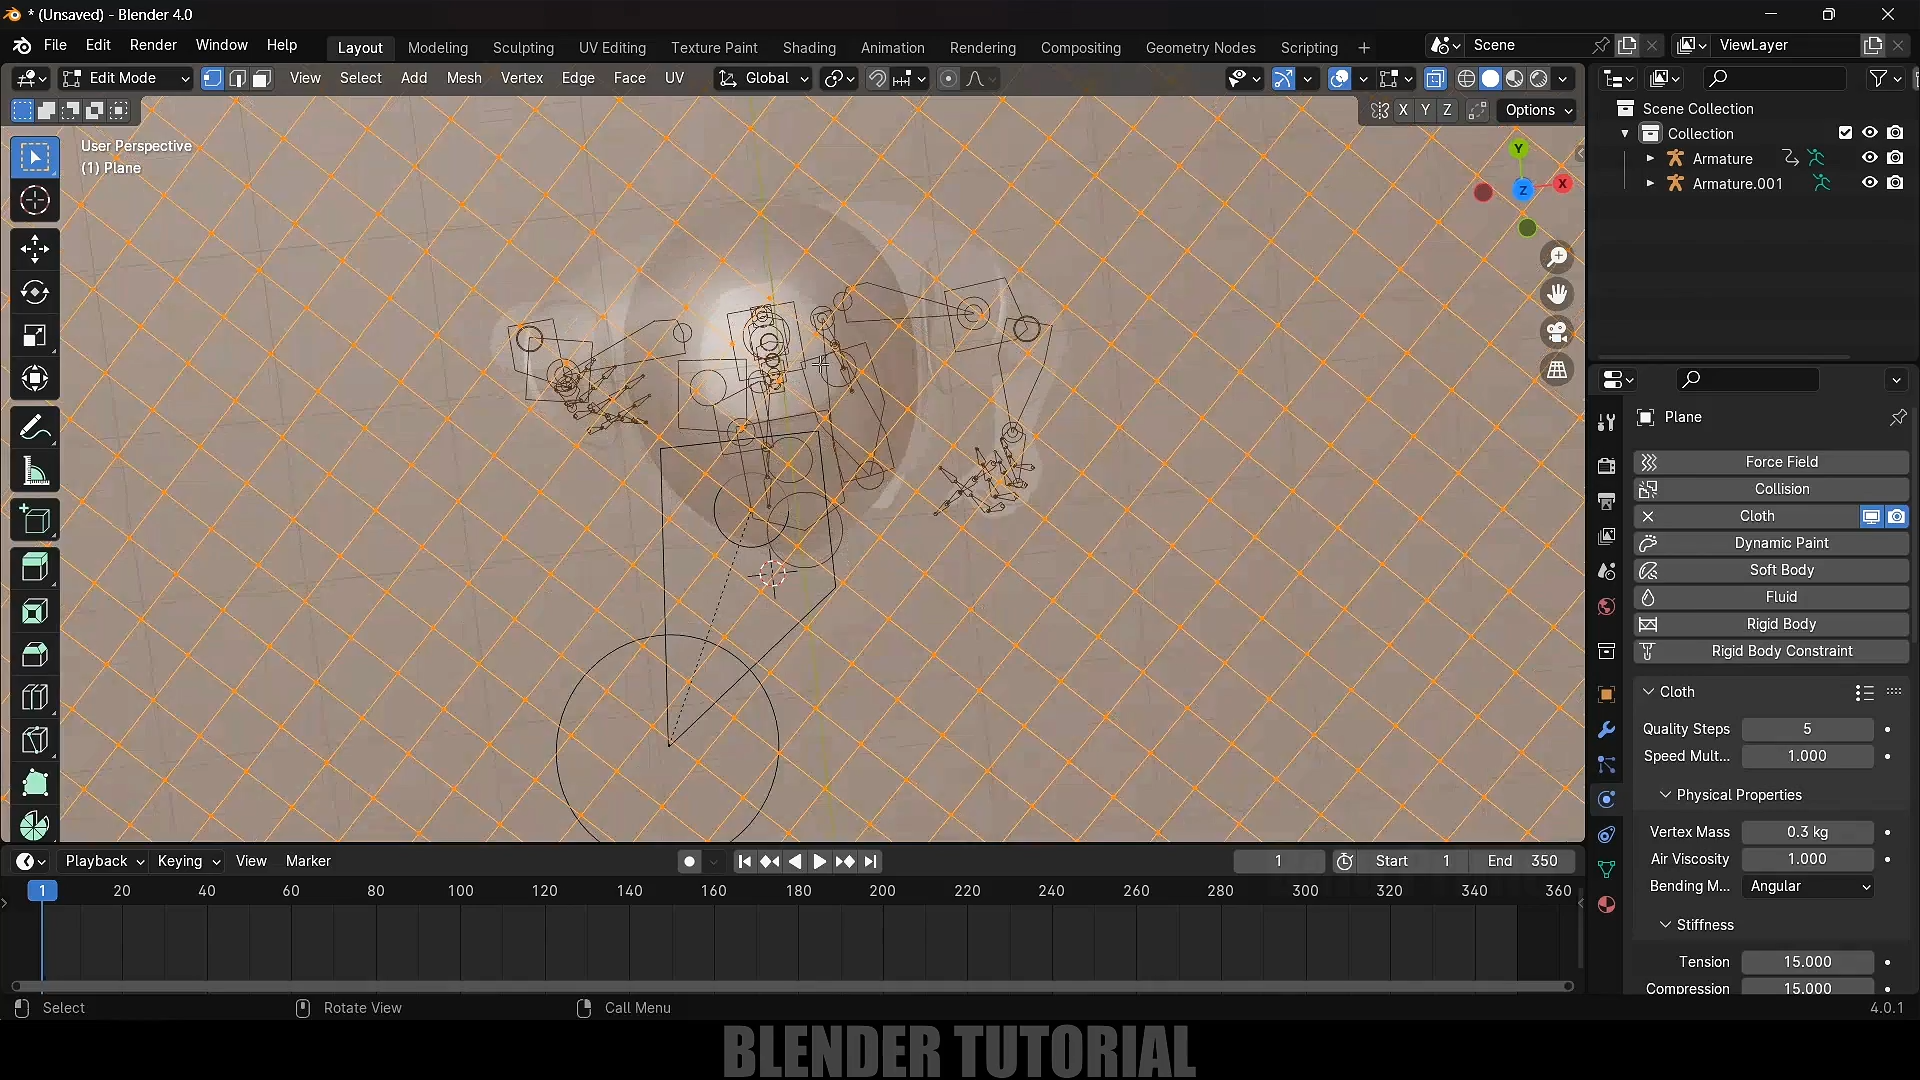 * (Unsaved) - Blender 4.0
File Edit Render Window Help Layout Modeling Sculpting UV Editing Texture Paint Shading Animation Rendering Compositing Geometry Nodes Scripting + Scene ViewLayer
Edit Mode View Select Add Mesh Vertex Edge Face UV Global
X Y Z Options
Scene Collection
Collection
Armature
Armature.001
User Perspective
(1) Plane
Y
X
Z
Plane
Force Field
Collision
Cloth
Dynamic Paint
Soft Body
Fluid
Rigid Body
Rigid Body Constraint
Cloth
Quality Steps 5
Speed Mult... 1.000
Physical Properties
Vertex Mass 0.3 kg
Air Viscosity 1.000
Bending M... Angular
Stiffness
Tension 15.000
Compression 15.000
Playback Keying View Marker 1 Start 1 End 350
1 20 40 60 80 100 120 140 160 180 200 220 240 260 280 300 320 340 360
Select Rotate View Call Menu 4.0.1
BLENDER TUTORIAL